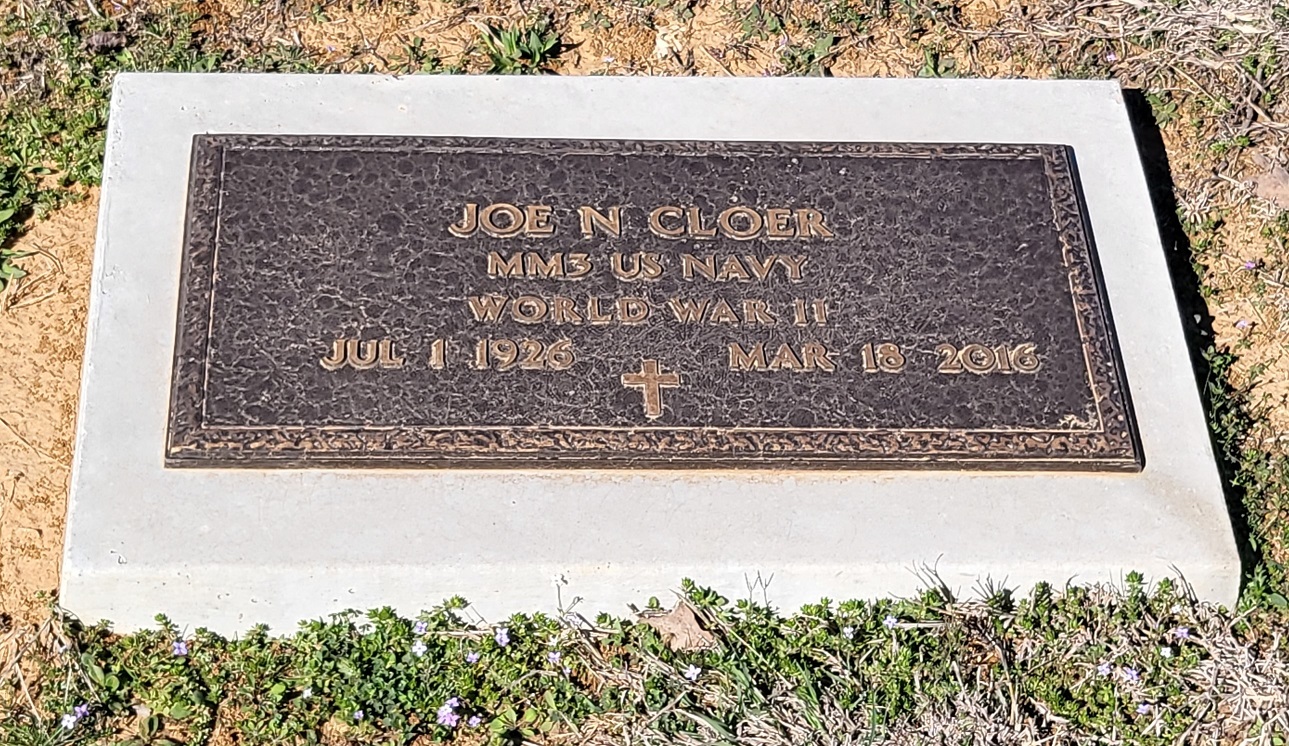 JOE N CLOER
MM3 US NAVY
WORLD WAR II
JUL 1 1926 MAR 18 2016